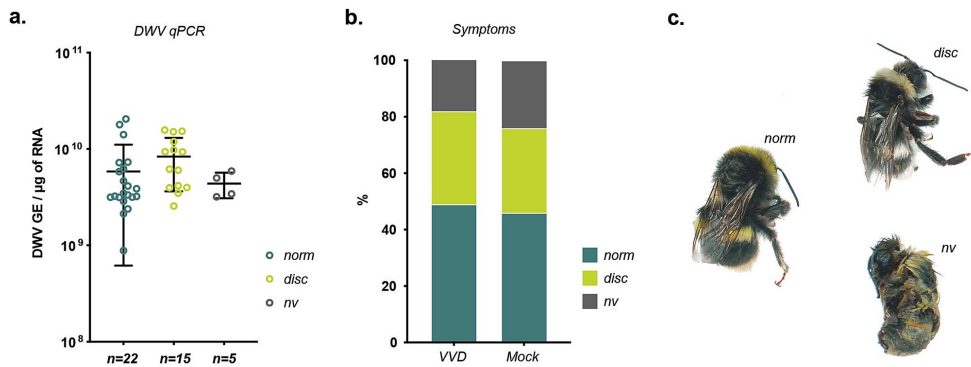 a.
DWV qPCR
DWV GE / µg of RNA
10^11
10^10
10^9
10^8
n=22
n=15
n=5
norm
disc
nv
b.
Symptoms
%
100
80
60
40
20
0
VVD
Mock
norm
disc
nv
c.
disc
norm
nv